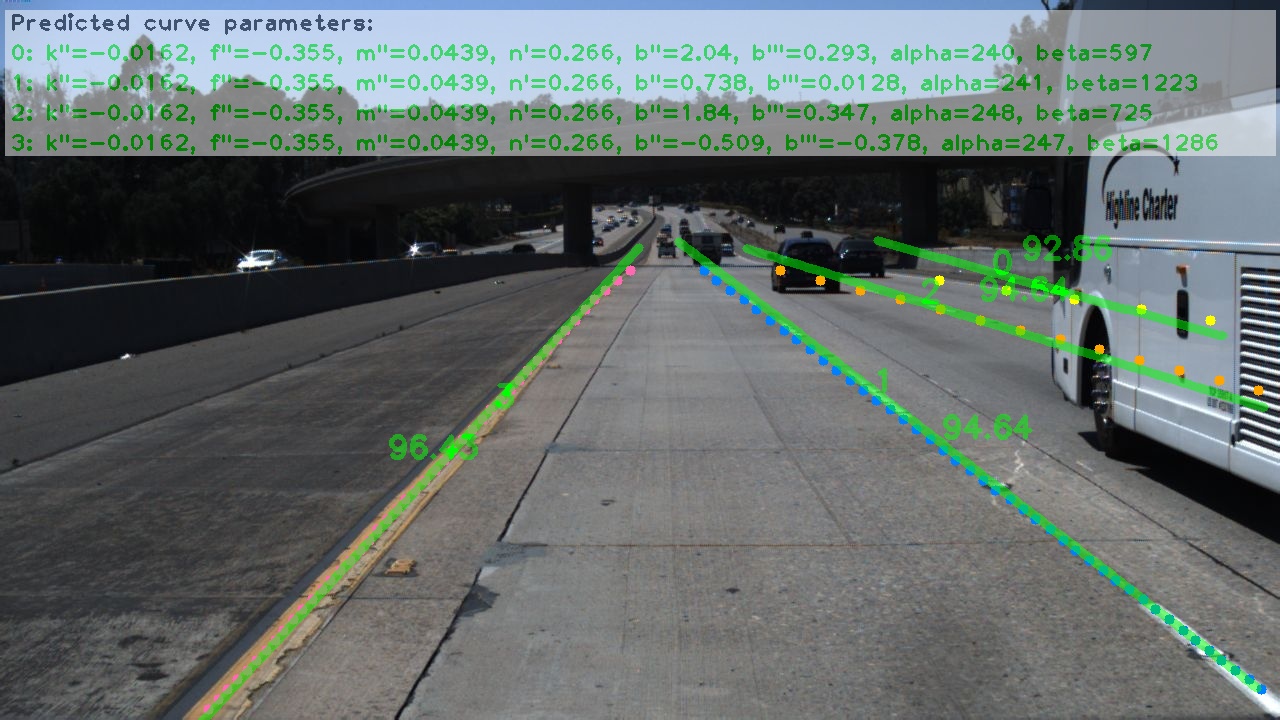 Predicted curve parameters:
0: k''=-0.0162, f''=-0.355, m''=0.0439, n'=0.266, b''=2.04, b'''=0.293, alpha=240, beta=597
1: k''=-0.0162, f''=-0.355, m''=0.0439, n'=0.266, b''=0.738, b'''=0.0128, alpha=241, beta=1223
2: k''=-0.0162, f''=-0.355, m''=0.0439, n'=0.266, b''=1.84, b'''=0.347, alpha=248, beta=725
3: k''=-0.0162, f''=-0.355, m''=0.0439, n'=0.266, b''=-0.509, b'''=-0.378, alpha=247, beta=1286
Highline Charter
0 92.86
2 94.64
1
94.64
96.43